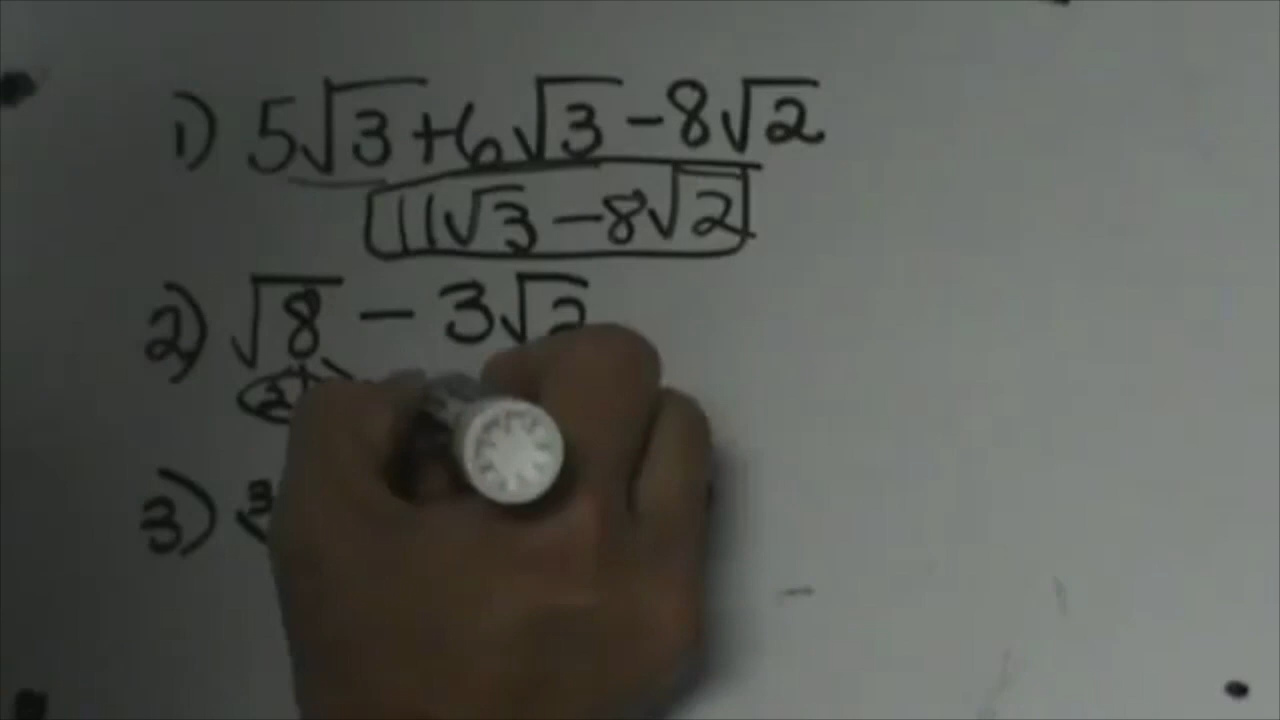 1) 5√3+6√3-8√2
11√3-8√2
2) √8 - 3√2
3)